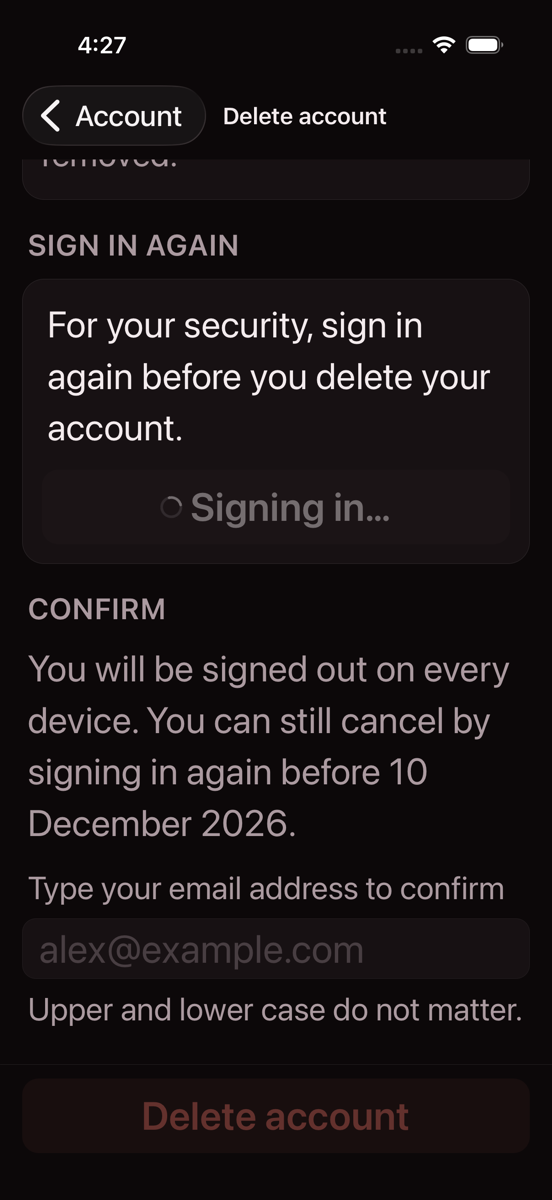 4:27
Account
Delete account
removed.
SIGN IN AGAIN
For your security, sign in
again before you delete your
account.
Signing in...
CONFIRM
You will be signed out on every
device. You can still cancel by
signing in again before 10
December 2026.
Type your email address to confirm
alex@example.com
Upper and lower case do not matter.
Delete account